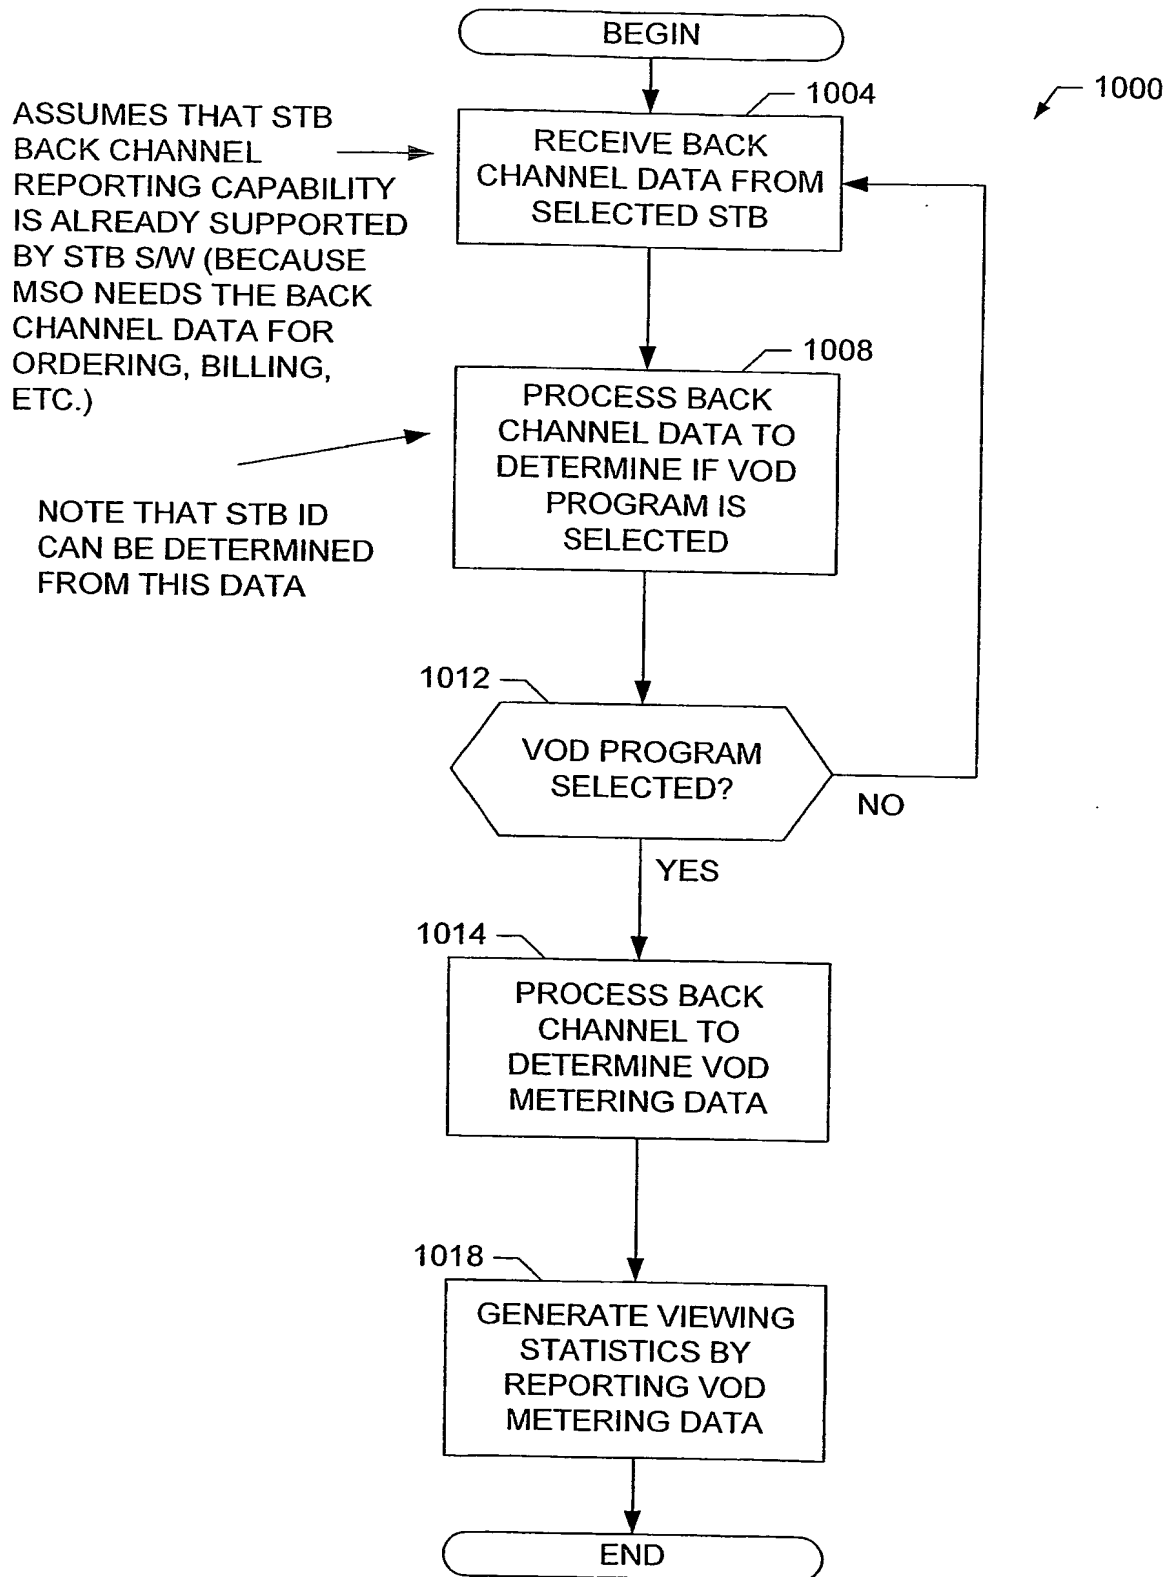 BEGIN
1000
1004
ASSUMES THAT STB
BACK CHANNEL
REPORTING CAPABILITY
IS ALREADY SUPPORTED
BY STB S/W (BECAUSE
MSO NEEDS THE BACK
CHANNEL DATA FOR
ORDERING, BILLING,
ETC.)
RECEIVE BACK
CHANNEL DATA FROM
SELECTED STB
1008
PROCESS BACK
CHANNEL DATA TO
DETERMINE IF VOD
PROGRAM IS
SELECTED
NOTE THAT STB ID
CAN BE DETERMINED
FROM THIS DATA
1012
VOD PROGRAM
SELECTED?
NO
YES
1014
PROCESS BACK
CHANNEL TO
DETERMINE VOD
METERING DATA
1018
GENERATE VIEWING
STATISTICS BY
REPORTING VOD
METERING DATA
END